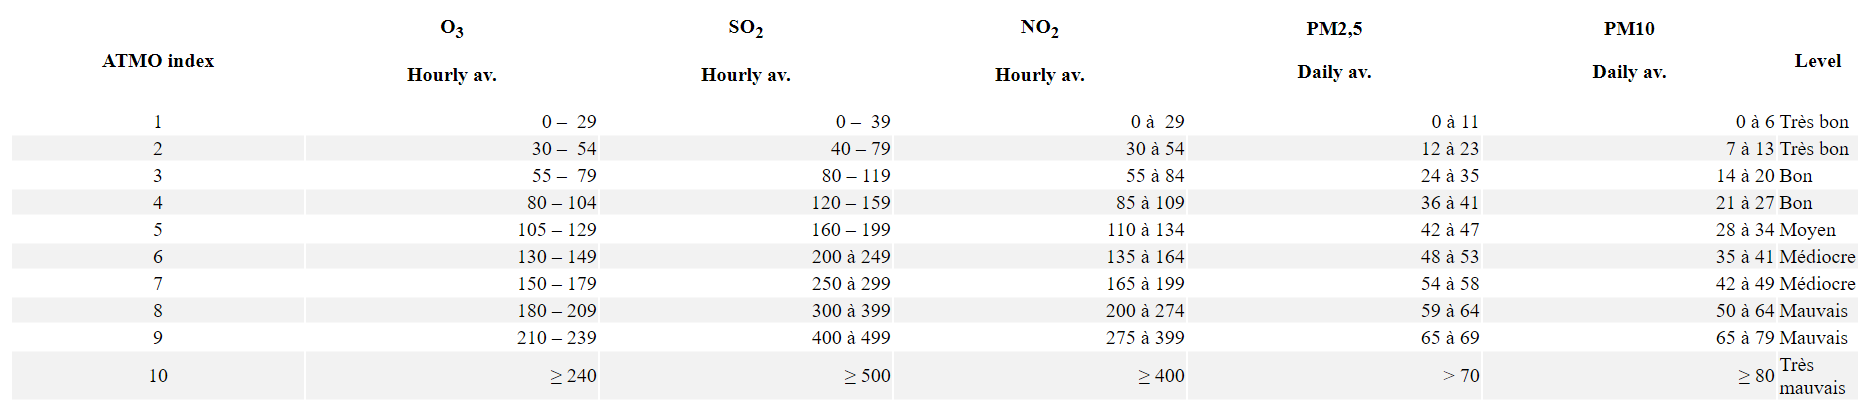 ATMO index O3 Hourly av. SO2 Hourly av. NO2 Hourly av. PM2,5 Daily av. PM10 Daily av. Level
1 0 – 29 0 – 39 0 à 29 0 à 11 0 à 6 Très bon
2 30 – 54 40 – 79 30 à 54 12 à 23 7 à 13 Très bon
3 55 – 79 80 – 119 55 à 84 24 à 35 14 à 20 Bon
4 80 – 104 120 – 159 85 à 109 36 à 41 21 à 27 Bon
5 105 – 129 160 – 199 110 à 134 42 à 47 28 à 34 Moyen
6 130 – 149 200 à 249 135 à 164 48 à 53 35 à 41 Médiocre
7 150 – 179 250 à 299 165 à 199 54 à 58 42 à 49 Médiocre
8 180 – 209 300 à 399 200 à 274 59 à 64 50 à 64 Mauvais
9 210 – 239 400 à 499 275 à 399 65 à 69 65 à 79 Mauvais
10 ≥ 240 ≥ 500 ≥ 400 > 70 ≥ 80 Très mauvais